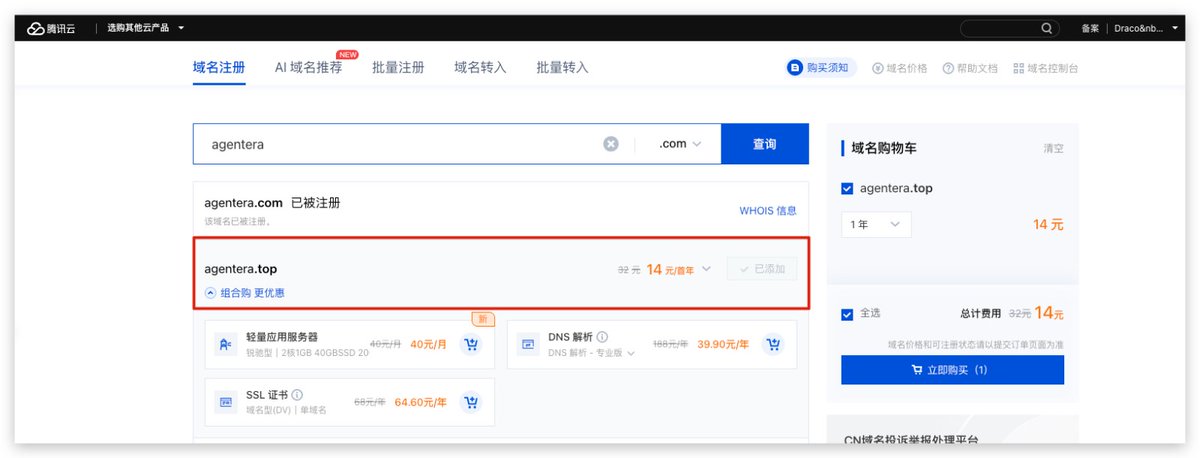 腾讯云 选购其他云产品 备案 Draco&nb...
域名注册 AI 域名推荐 NEW 批量注册 域名转入 批量转入 购买须知 域名价格 帮助文档 域名控制台
agentera .com 查询
agentera.com 已被注册
该域名已被注册。
WHOIS 信息
agentera.top 32 元 14 元/首年 已添加
组合购 更优惠
新
轻量应用服务器
锐驰型 | 2核1GB 40GBSSD 20
40元/月 40元/月
DNS 解析
DNS 解析 - 专业版
168元/年 39.90元/年
SSL 证书
域名型(DV) | 单域名
68元/年 64.60元/年
域名购物车 清空
agentera.top
1 年 14 元
全选 总计费用 32元 14元
域名价格和可注册状态请以提交订单页面为准
立即购买（1）
CN域名投诉举报处理平台